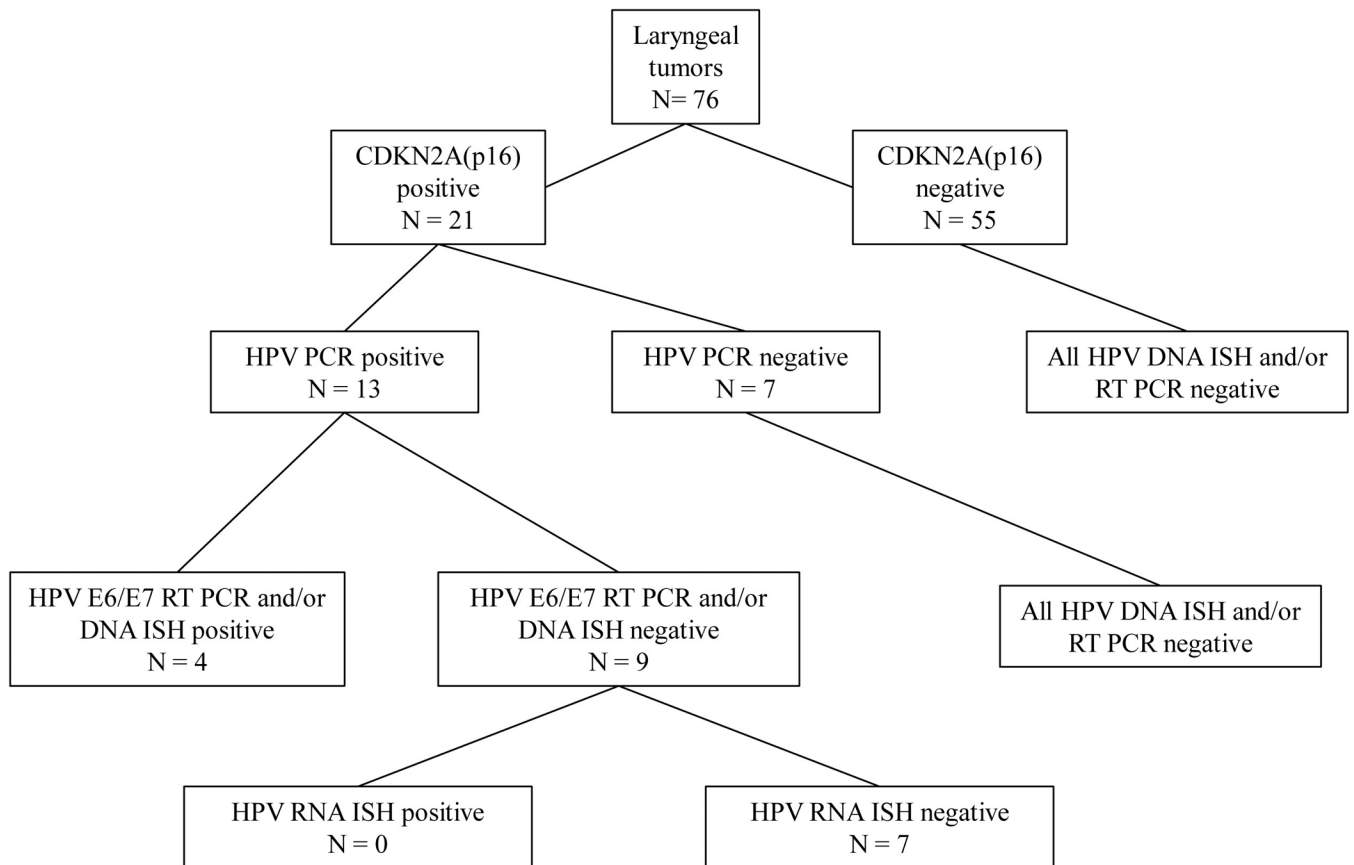 Laryngeal
tumors
N= 76
CDKN2A(p16)
positive
N = 21
CDKN2A(p16)
negative
N = 55
HPV PCR positive
N = 13
HPV PCR negative
N = 7
All HPV DNA ISH and/or
RT PCR negative
HPV E6/E7 RT PCR and/or
DNA ISH positive
N = 4
HPV E6/E7 RT PCR and/or
DNA ISH negative
N = 9
All HPV DNA ISH and/or
RT PCR negative
HPV RNA ISH positive
N = 0
HPV RNA ISH negative
N = 7